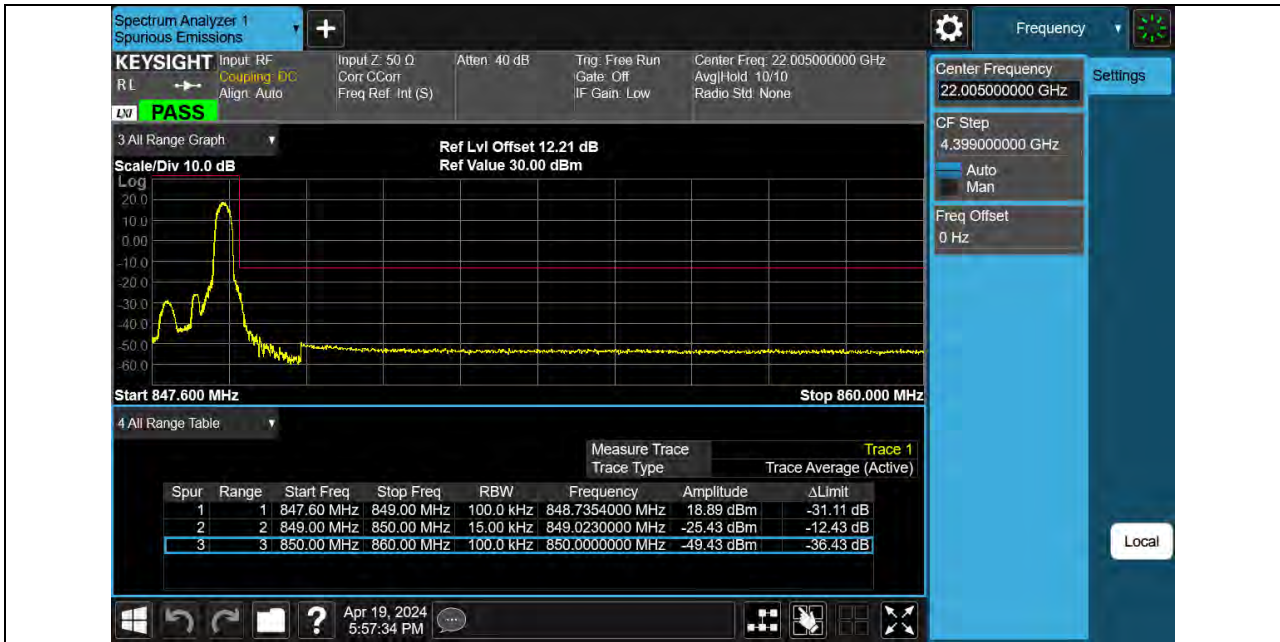 Spectrum Analyzer 1
Spurious Emissions
+
Frequency
KEYSIGHT Input: RF Input Z: 50 Ω Atten: 40 dB Trig: Free Run Center Freq: 22.005000000 GHz
RL Coupling: DC Corr CCorr Gate: Off Avg|Hold: 10/10
Align: Auto Freq Ref: Int (S) IF Gain: Low Radio Std: None
LXI PASS
3 All Range Graph
Ref Lvl Offset 12.21 dB
Scale/Div 10.0 dB Ref Value 30.00 dBm
Log
20.0
10.0
0.00
-10.0
-20.0
-30.0
-40.0
-50.0
-60.0
Start 847.600 MHz Stop 860.000 MHz
4 All Range Table
Measure Trace Trace 1
Trace Type Trace Average (Active)
Spur Range Start Freq Stop Freq RBW Frequency Amplitude ΔLimit
1 1 847.60 MHz 849.00 MHz 100.0 kHz 848.7354000 MHz 18.89 dBm -31.11 dB
2 2 849.00 MHz 850.00 MHz 15.00 kHz 849.0230000 MHz -25.43 dBm -12.43 dB
3 3 850.00 MHz 860.00 MHz 100.0 kHz 850.0000000 MHz -49.43 dBm -36.43 dB
Center Frequency
22.005000000 GHz
Settings
CF Step
4.399000000 GHz
Auto
Man
Freq Offset
0 Hz
Local
? Apr 19, 2024
5:57:34 PM